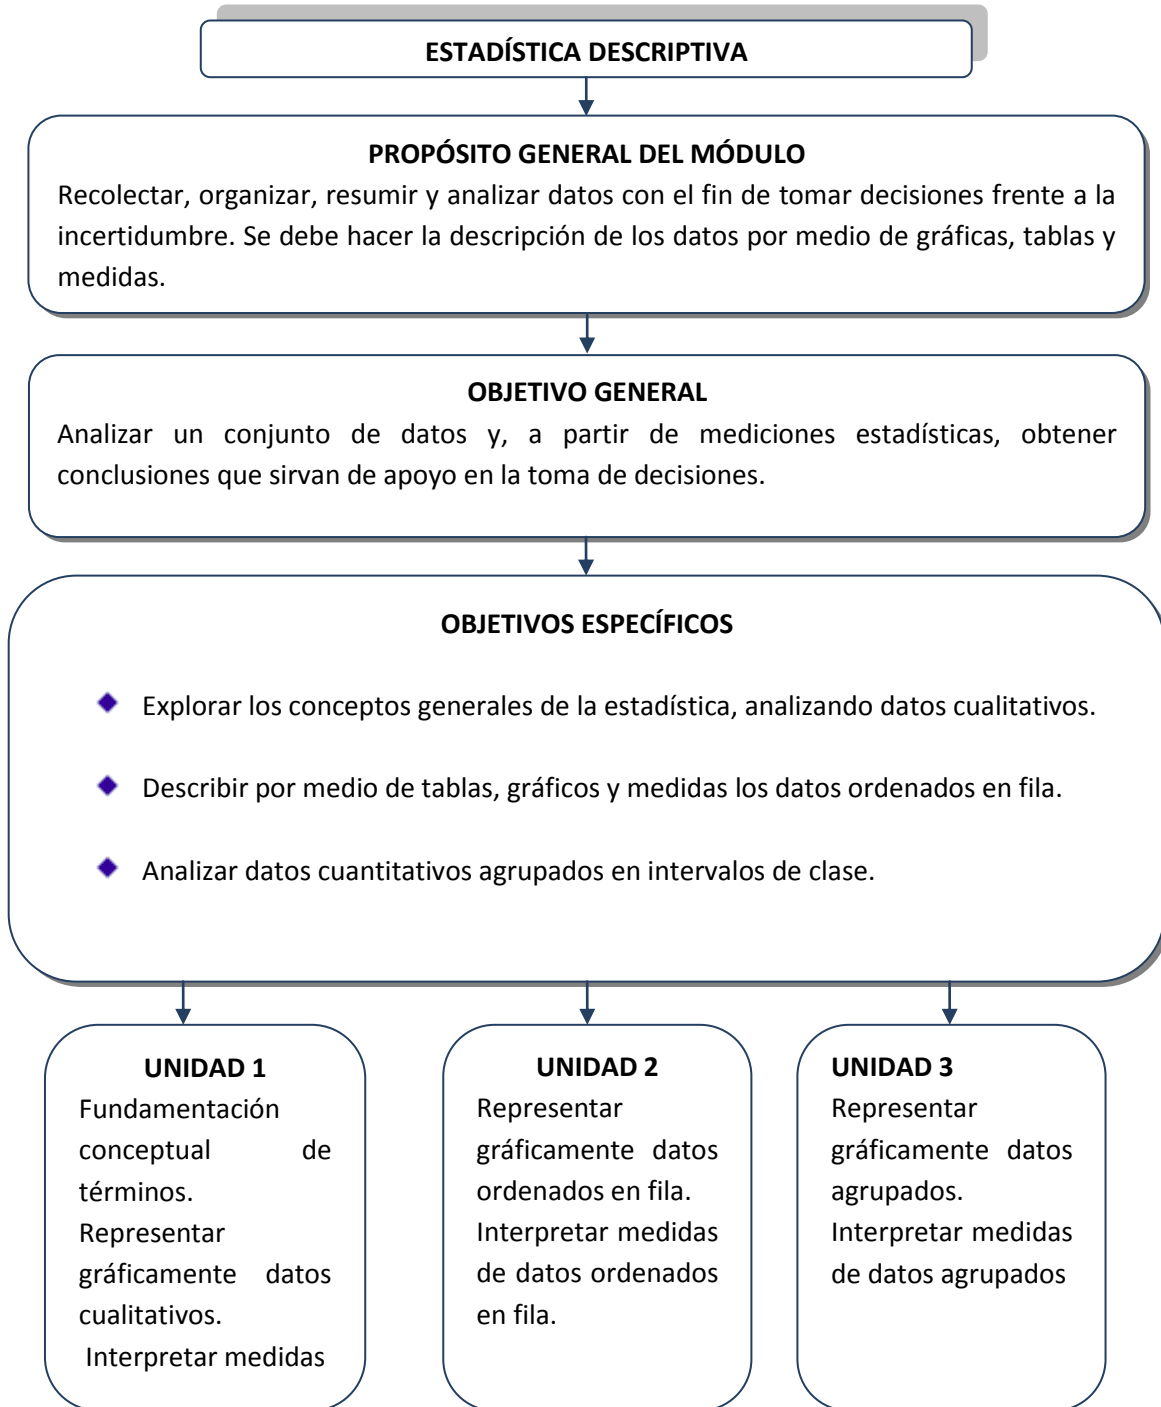 ESTADÍSTICA DESCRIPTIVA
PROPÓSITO GENERAL DEL MÓDULO
Recolectar, organizar, resumir y analizar datos con el fin de tomar decisiones frente a la
incertidumbre. Se debe hacer la descripción de los datos por medio de gráficas, tablas y
medidas.
OBJETIVO GENERAL
Analizar un conjunto de datos y, a partir de mediciones estadísticas, obtener
conclusiones que sirvan de apoyo en la toma de decisiones.
OBJETIVOS ESPECÍFICOS
Explorar los conceptos generales de la estadística, analizando datos cualitativos.
Describir por medio de tablas, gráficos y medidas los datos ordenados en fila.
Analizar datos cuantitativos agrupados en intervalos de clase.
UNIDAD 1
Fundamentación
conceptual de
términos.
Representar
gráficamente datos
cualitativos.
Interpretar medidas
UNIDAD 2
Representar
gráficamente datos
ordenados en fila.
Interpretar medidas
de datos ordenados
en fila.
UNIDAD 3
Representar
gráficamente datos
agrupados.
Interpretar medidas
de datos agrupados